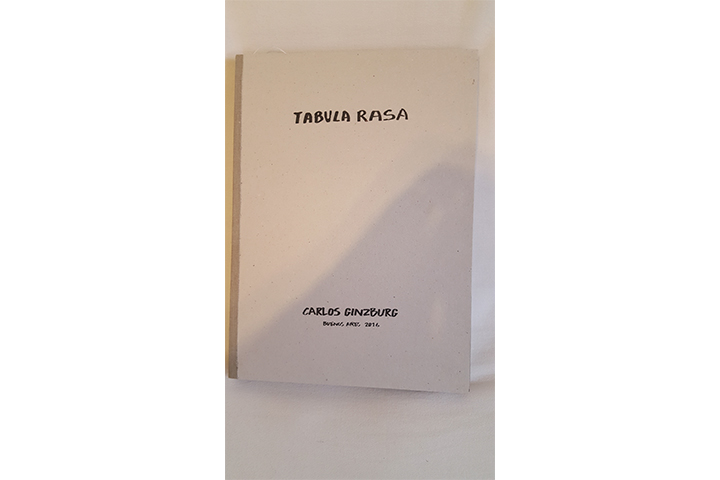 TABULA RASA
CARLOS GINZBURG
BUENOS AIRES 2016